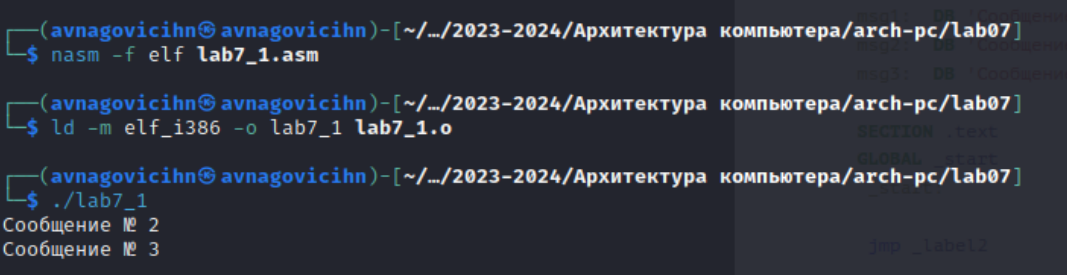 ┌──(avnagovicihn㉿avnagovicihn)-[~/…/2023-2024/Архитектура компьютера/arch-pc/lab07]
└─$ nasm -f elf lab7_1.asm
┌──(avnagovicihn㉿avnagovicihn)-[~/…/2023-2024/Архитектура компьютера/arch-pc/lab07]
└─$ ld -m elf_i386 -o lab7_1 lab7_1.o
┌──(avnagovicihn㉿avnagovicihn)-[~/…/2023-2024/Архитектура компьютера/arch-pc/lab07]
└─$ ./lab7_1
Сообщение № 2
Сообщение № 3
msg1: DB 'Сообщени
msg2: DB 'Сообщени
msg3: DB 'Сообщени
SECTION .text
GLOBAL _start
jmp _label2